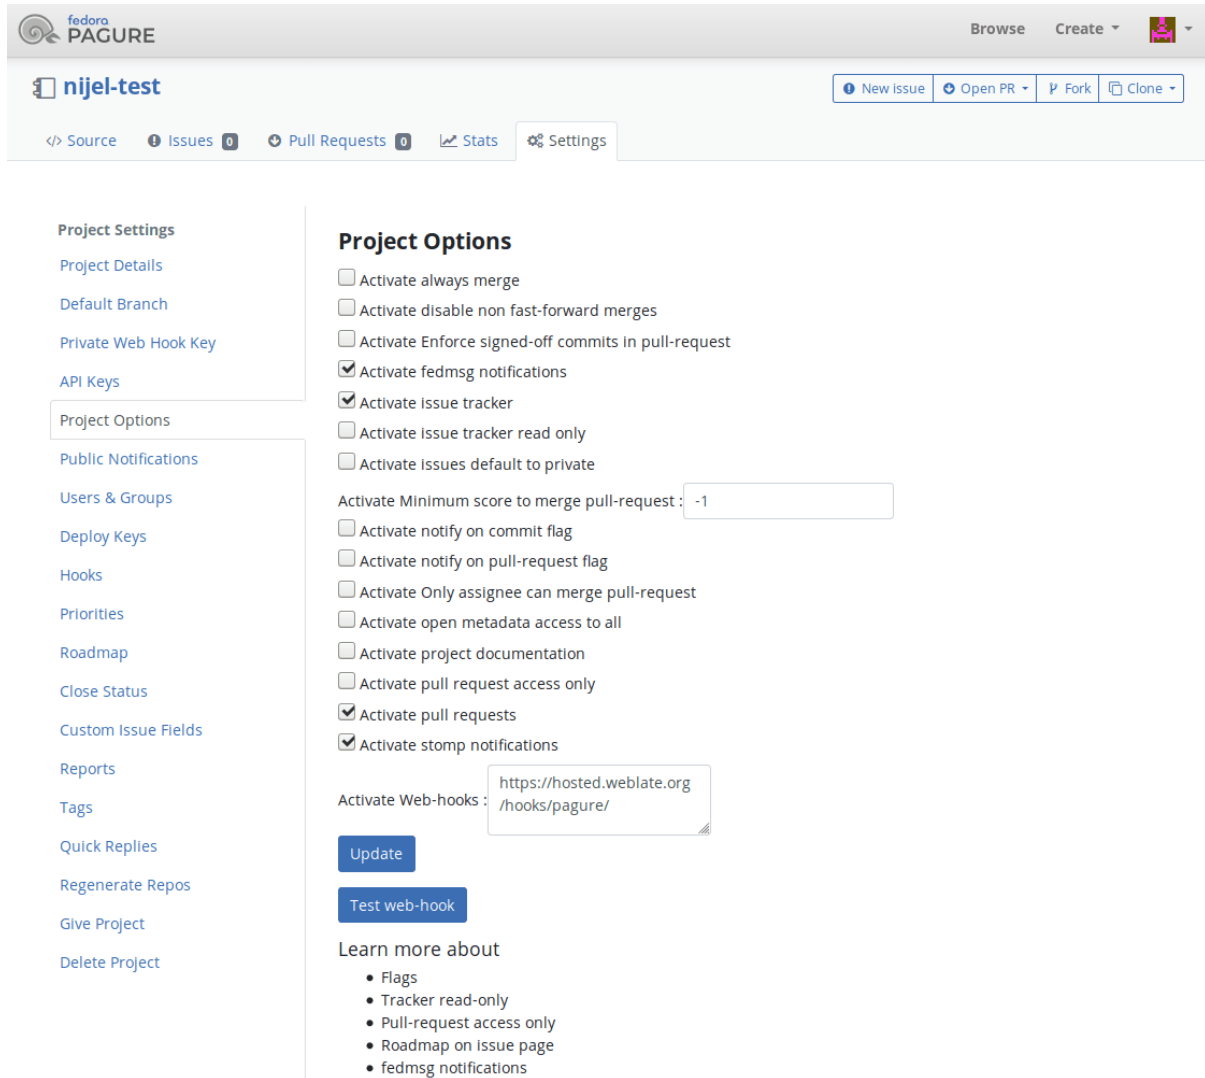 fedora
PAGURE
Browse Create
nijel-test
New issue Open PR Fork Clone
Source Issues 0 Pull Requests 0 Stats Settings
Project Settings
Project Details
Default Branch
Private Web Hook Key
API Keys
Project Options
Public Notifications
Users & Groups
Deploy Keys
Hooks
Priorities
Roadmap
Close Status
Custom Issue Fields
Reports
Tags
Quick Replies
Regenerate Repos
Give Project
Delete Project
Project Options
Activate always merge
Activate disable non fast-forward merges
Activate Enforce signed-off commits in pull-request
Activate fedmsg notifications
Activate issue tracker
Activate issue tracker read only
Activate issues default to private
Activate Minimum score to merge pull-request : -1
Activate notify on commit flag
Activate notify on pull-request flag
Activate Only assignee can merge pull-request
Activate open metadata access to all
Activate project documentation
Activate pull request access only
Activate pull requests
Activate stomp notifications
Activate Web-hooks :
https://hosted.weblate.org
/hooks/pagure/
Update
Test web-hook
Learn more about
• Flags
• Tracker read-only
• Pull-request access only
• Roadmap on issue page
• fedmsg notifications